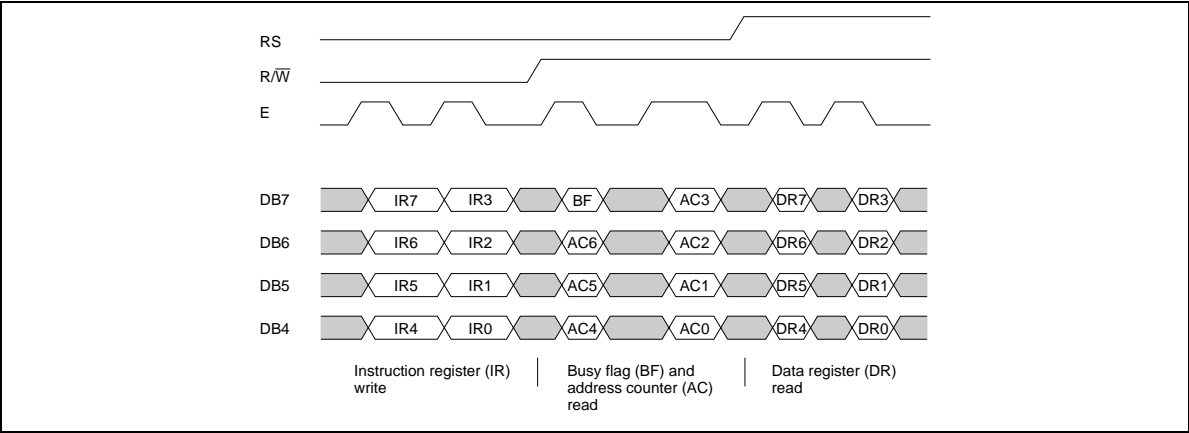 RS
R/W̅
E
DB7 IR7 IR3 BF AC3 DR7 DR3
DB6 IR6 IR2 AC6 AC2 DR6 DR2
DB5 IR5 IR1 AC5 AC1 DR5 DR1
DB4 IR4 IR0 AC4 AC0 DR4 DR0
Instruction register (IR)
write
Busy flag (BF) and
address counter (AC)
read
Data register (DR)
read